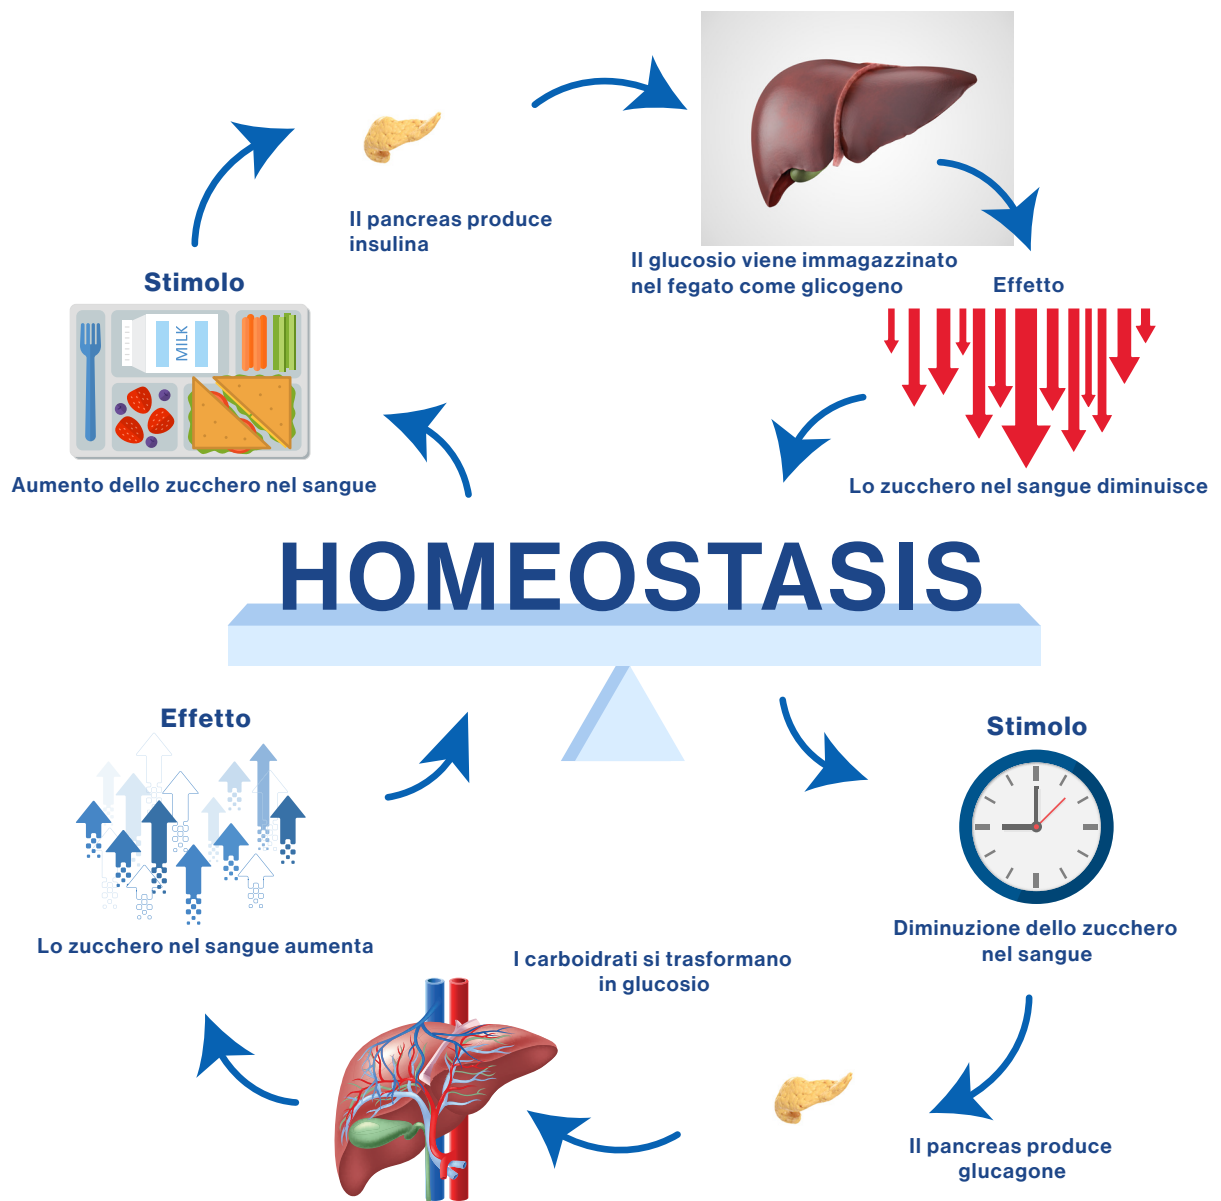 Il pancreas produce
insulina
Il glucosio viene immagazzinato
nel fegato come glicogeno
Stimolo
MILK
Aumento dello zucchero nel sangue
Effetto
Lo zucchero nel sangue diminuisce
HOMEOSTASIS
Effetto
Lo zucchero nel sangue aumenta
Stimolo
Diminuzione dello zucchero
nel sangue
I carboidrati si trasformano
in glucosio
Il pancreas produce
glucagone